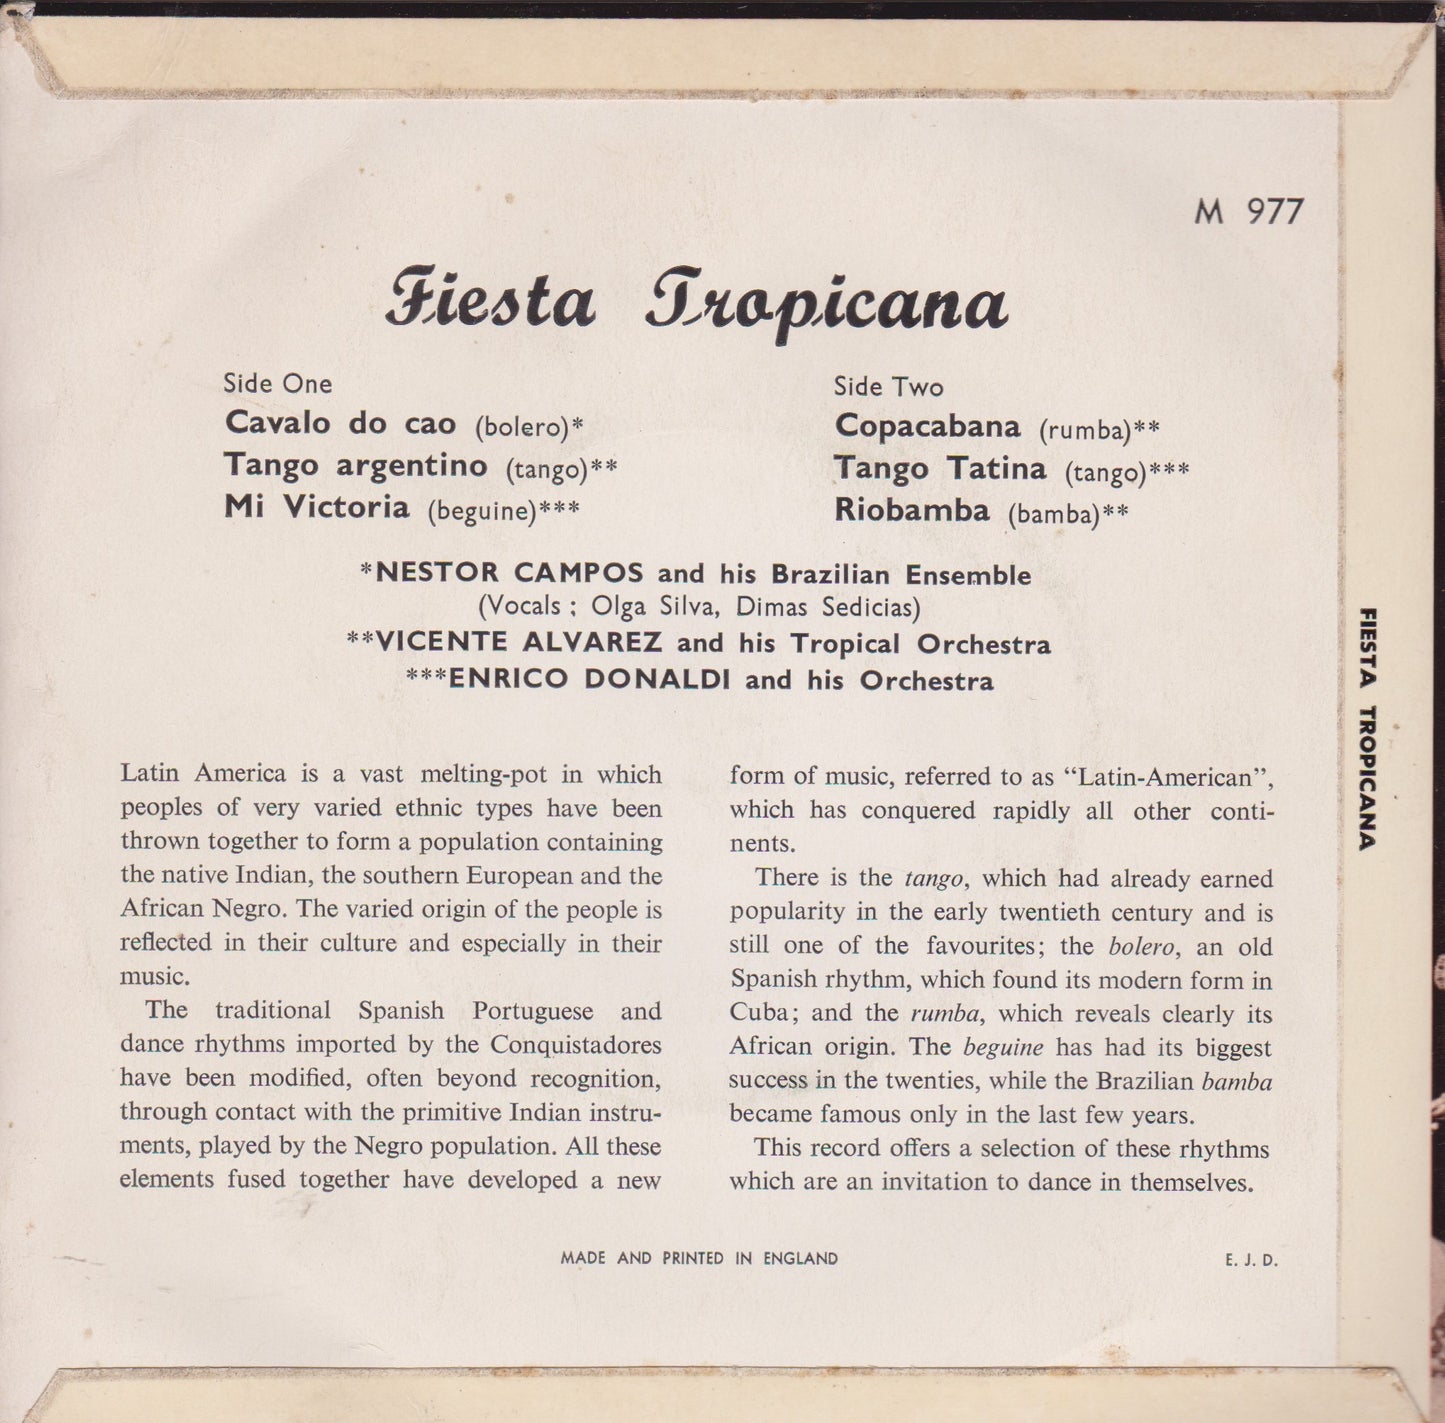 M 977
Fiesta Tropicana
Side One
Cavalo do cao (bolero)*
Tango argentino (tango)**
Mi Victoria (beguine)***
Side Two
Copacabana (rumba)**
Tango Tatina (tango)***
Riobamba (bamba)**
*NESTOR CAMPOS and his Brazilian Ensemble
(Vocals; Olga Silva, Dimas Sedicias)
**VICENTE ALVAREZ and his Tropical Orchestra
***ENRICO DONALDI and his Orchestra
Latin America is a vast melting-pot in which
peoples of very varied ethnic types have been
thrown together to form a population containing
the native Indian, the southern European and the
African Negro. The varied origin of the people is
reflected in their culture and especially in their
music.
The traditional Spanish Portuguese and
dance rhythms imported by the Conquistadores
have been modified, often beyond recognition,
through contact with the primitive Indian instru-
ments, played by the Negro population. All these
elements fused together have developed a new
form of music, referred to as “Latin-American”,
which has conquered rapidly all other conti-
nents.
There is the tango, which had already earned
popularity in the early twentieth century and is
still one of the favourites; the bolero, an old
Spanish rhythm, which found its modern form in
Cuba; and the rumba, which reveals clearly its
African origin. The beguine has had its biggest
success in the twenties, while the Brazilian bamba
became famous only in the last few years.
This record offers a selection of these rhythms
which are an invitation to dance in themselves.
MADE AND PRINTED IN ENGLAND
E. J. D.
FIESTA TROPICANA